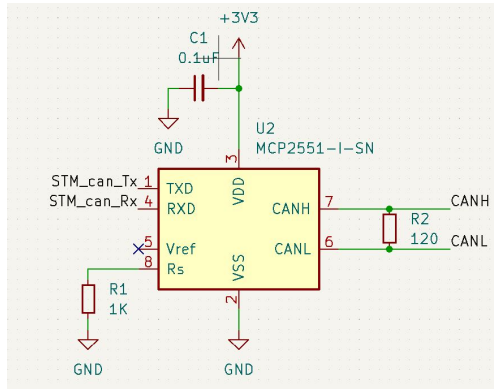 +3V3
C1
0.1uF
GND
U2
MCP2551-I-SN
3
VDD
STM_can_Tx 1 TXD
STM_can_Rx 4 RXD
CANH 7 CANH
5 Vref
CANL 6 CANL
R2
120
8 Rs
VSS
2
R1
1K
GND
GND